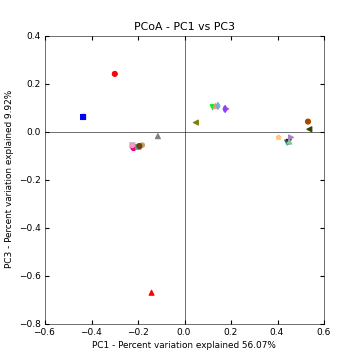 PCoA - PC1 vs PC3
0.4
0.2
0.0
−0.2
−0.4
−0.6
−0.8
PC3 - Percent variation explained 9.92%
−0.6 −0.4 −0.2 0.0 0.2 0.4 0.6
PC1 - Percent variation explained 56.07%